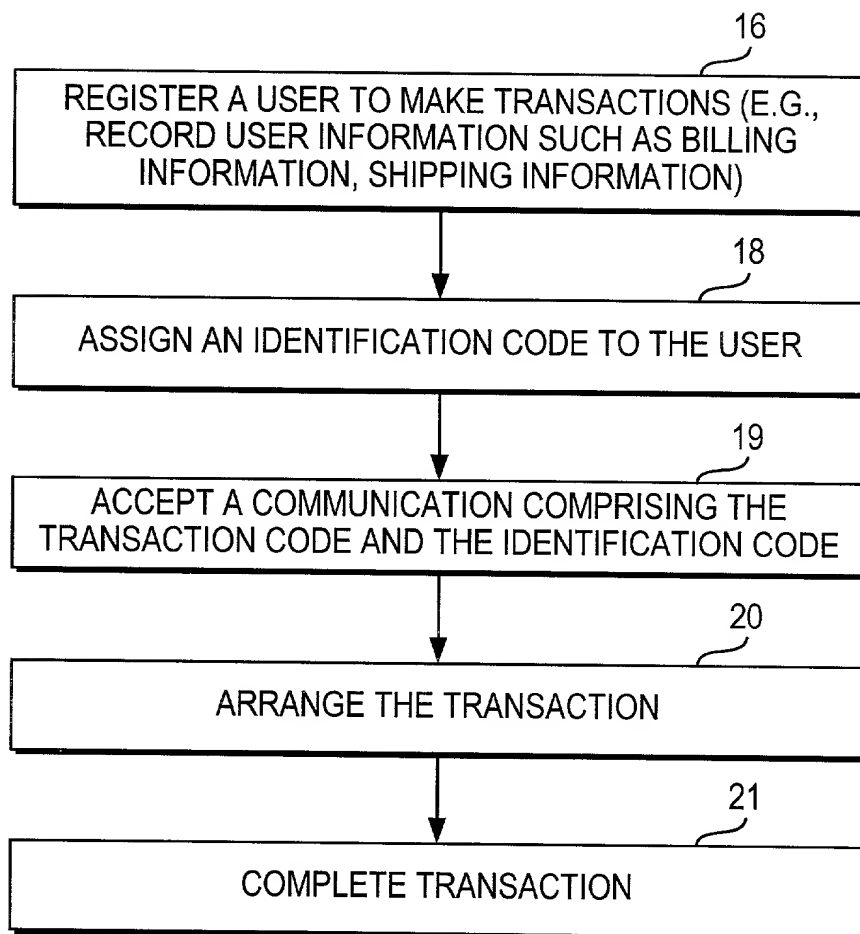 16
REGISTER A USER TO MAKE TRANSACTIONS (E.G.,
RECORD USER INFORMATION SUCH AS BILLING
INFORMATION, SHIPPING INFORMATION)
18
ASSIGN AN IDENTIFICATION CODE TO THE USER
19
ACCEPT A COMMUNICATION COMPRISING THE
TRANSACTION CODE AND THE IDENTIFICATION CODE
20
ARRANGE THE TRANSACTION
21
COMPLETE TRANSACTION